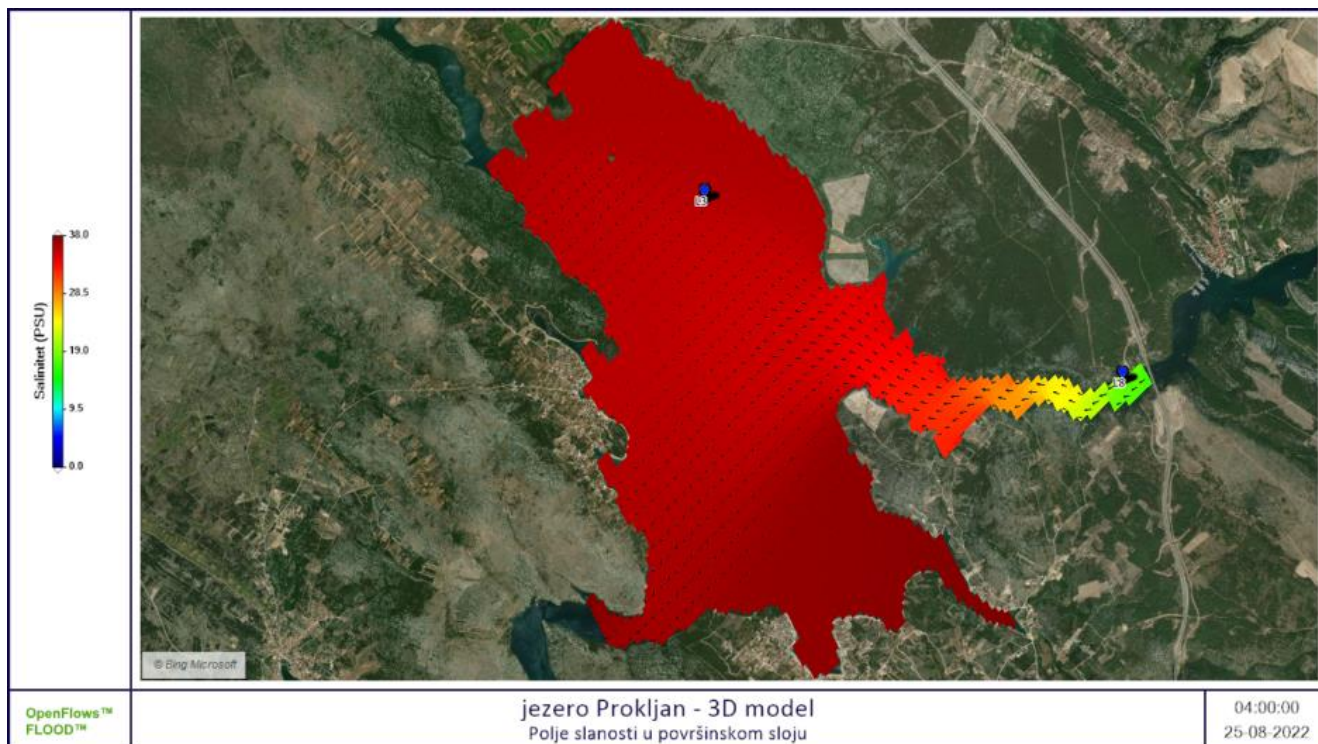 Salinitet (PSU)
38.0
28.5
19.0
9.5
0.0
L8
© Bing Microsoft
OpenFlows™
FLOOD™
jezero Prokljan - 3D model
Polje slanosti u površinskom sloju
04:00:00
25-08-2022